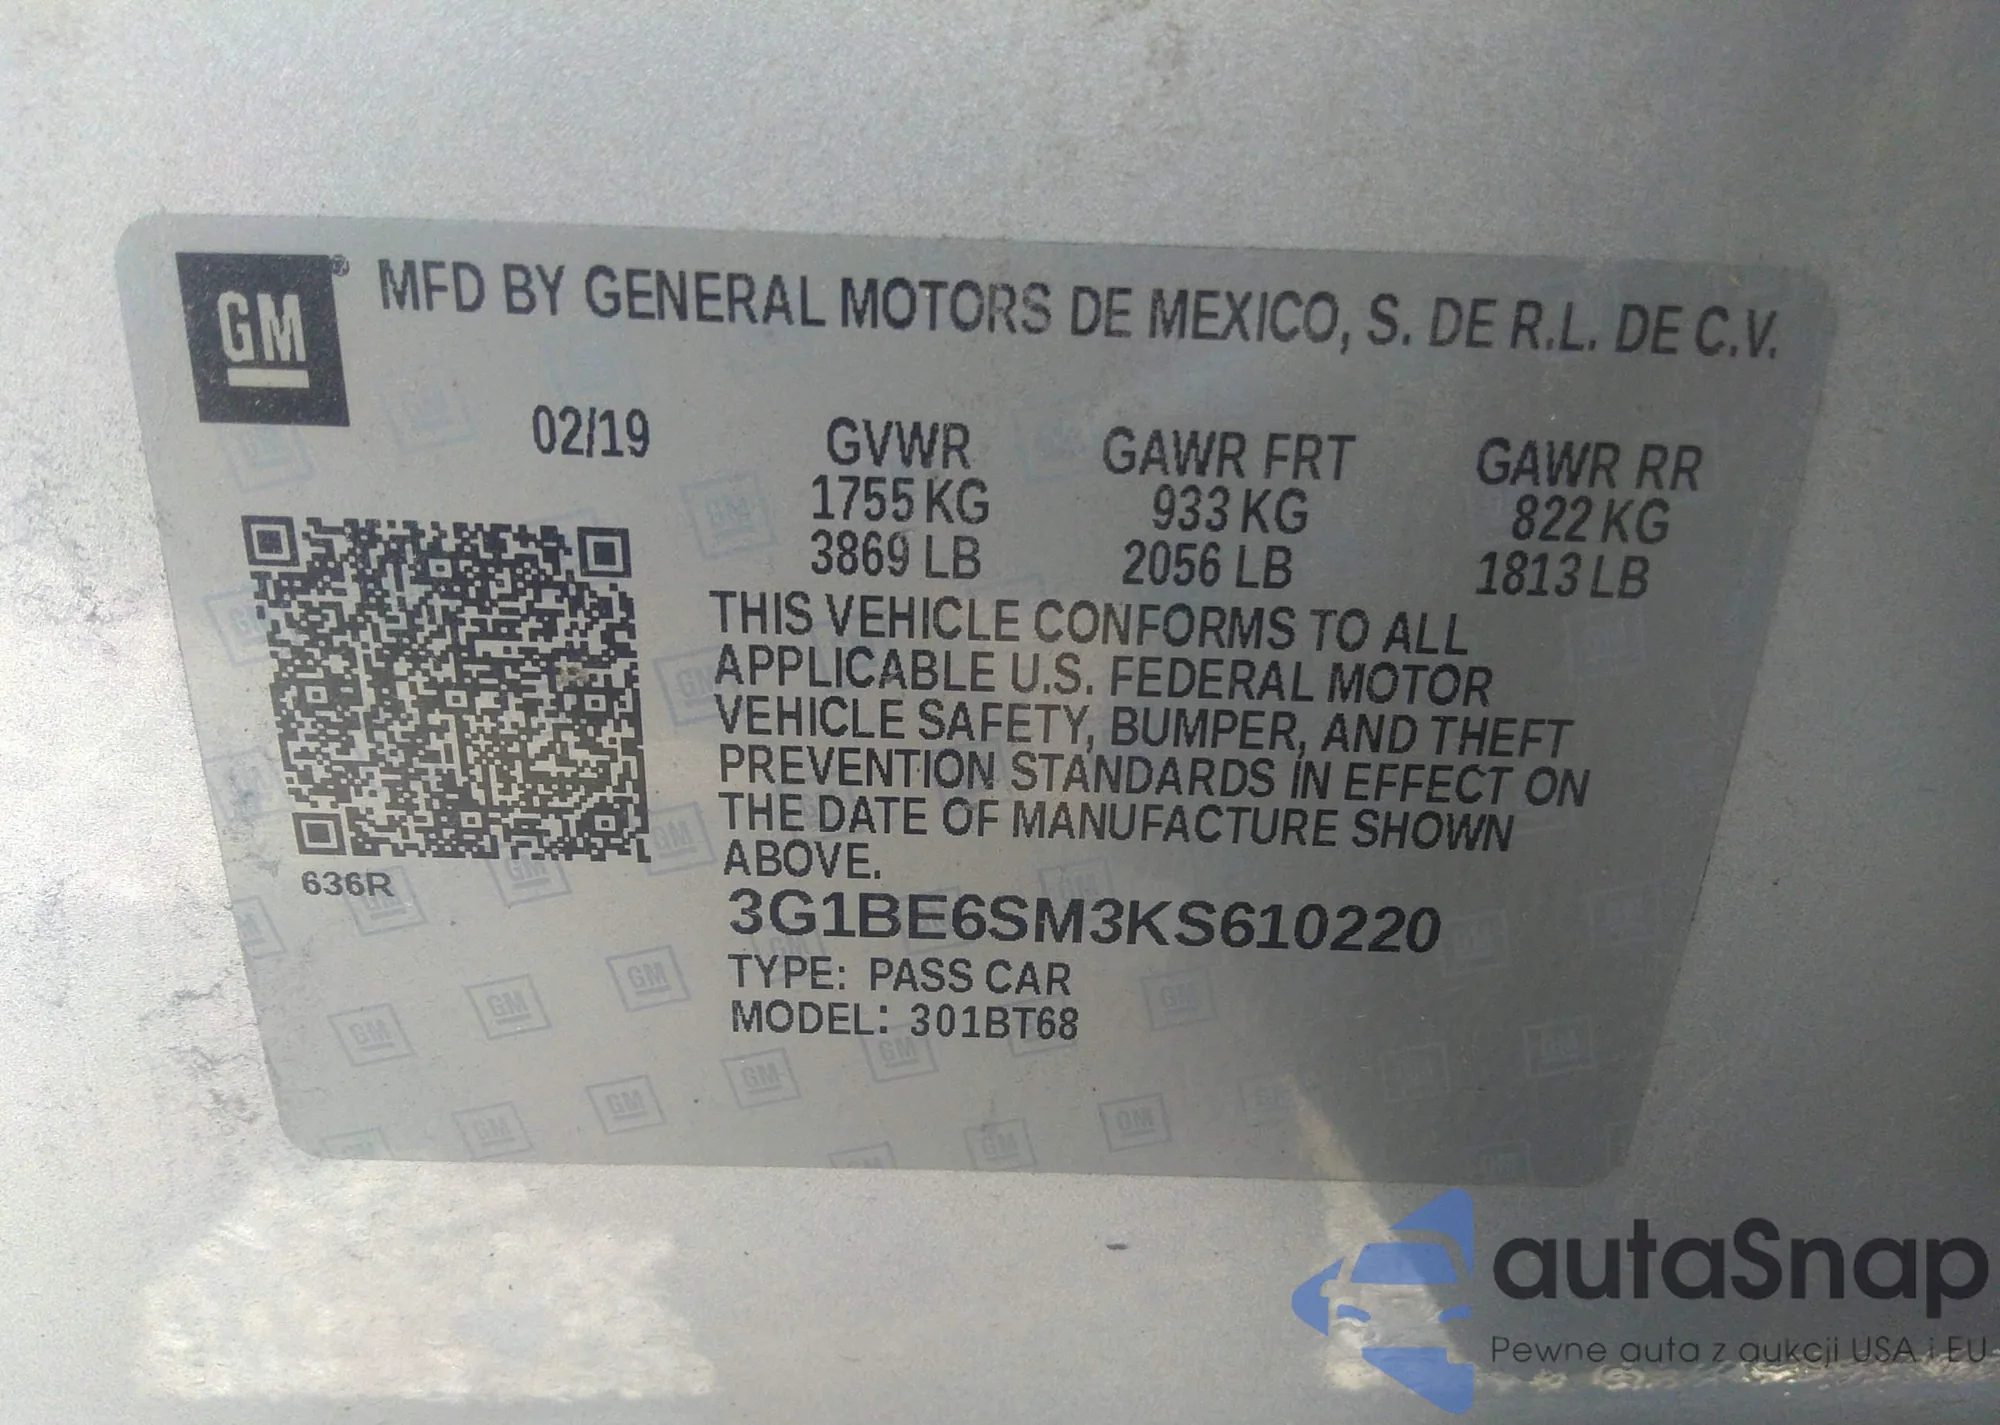 GM® MFD BY GENERAL MOTORS DE MEXICO, S. DE R.L. DE C.V.
02/19 GVWR GAWR FRT GAWR RR
1755 KG 933 KG 822 KG
3869 LB 2056 LB 1813 LB
THIS VEHICLE CONFORMS TO ALL
APPLICABLE U.S. FEDERAL MOTOR
VEHICLE SAFETY, BUMPER, AND THEFT
PREVENTION STANDARDS IN EFFECT ON
THE DATE OF MANUFACTURE SHOWN
ABOVE.
636R
3G1BE6SM3KS610220
TYPE: PASS CAR
MODEL: 301BT68
autaSnap
Pewne auta z aukcji USA i EU